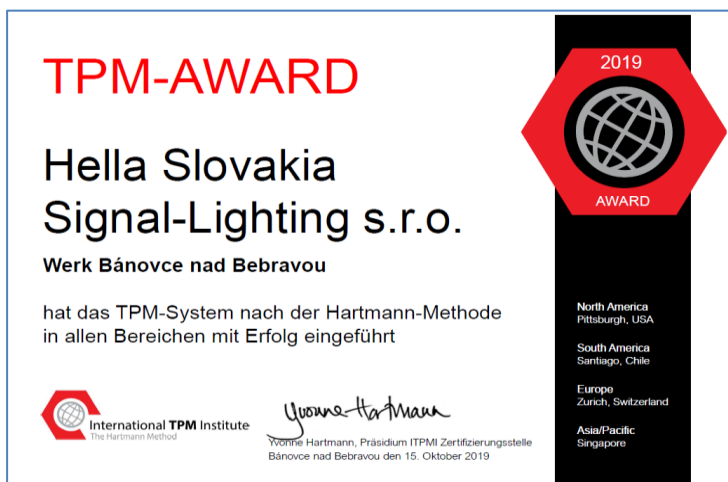 TPM-AWARD
Hella Slovakia
Signal-Lighting s.r.o.
Werk Bánovce nad Bebravou
hat das TPM-System nach der Hartmann-Methode
in allen Bereichen mit Erfolg eingeführt
International TPM Institute
The Hartmann Method
Yvonne Hartmann
Yvonne Hartmann, Präsidium ITPMI Zertifizierungsstelle
Bánovce nad Bebravou den 15. Oktober 2019
2019
AWARD
North America
Pittsburgh, USA
South America
Santiago, Chile
Europe
Zurich, Switzerland
Asia/Pacific
Singapore